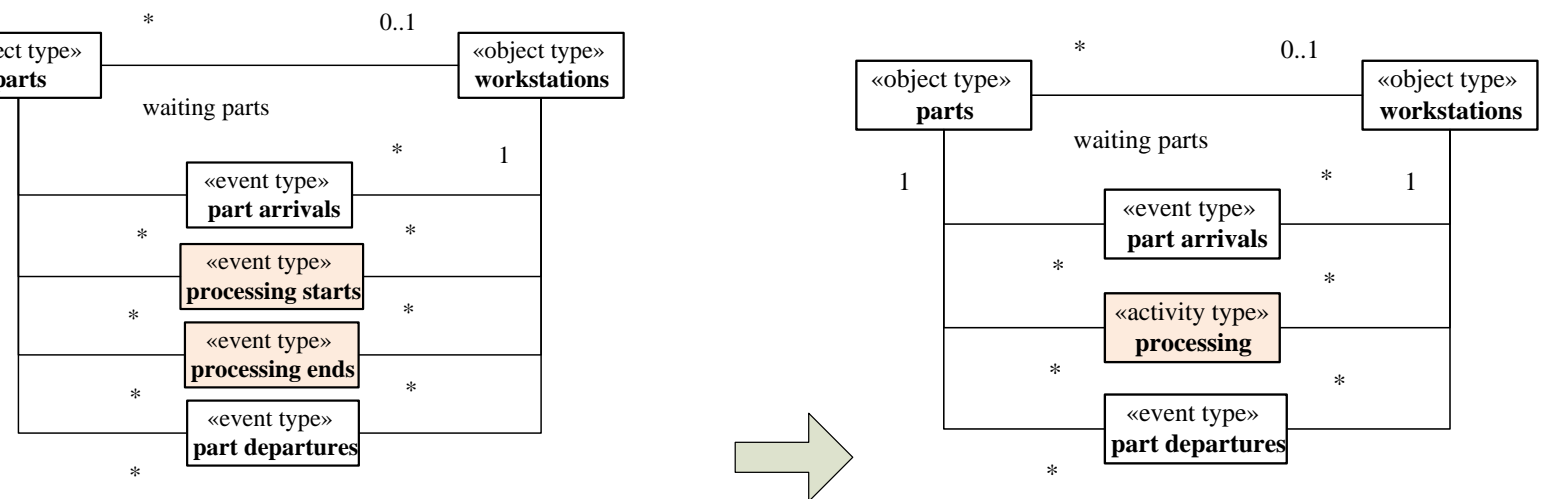 * 0..1
ect type»
parts
«object type»
workstations
waiting parts
* 1
«event type»
part arrivals
* *
«event type»
processing starts
* *
«event type»
processing ends
* *
«event type»
part departures
*
* 0..1
«object type»
parts
«object type»
workstations
waiting parts
1 * 1
«event type»
part arrivals
* *
«activity type»
processing
* *
«event type»
part departures
*